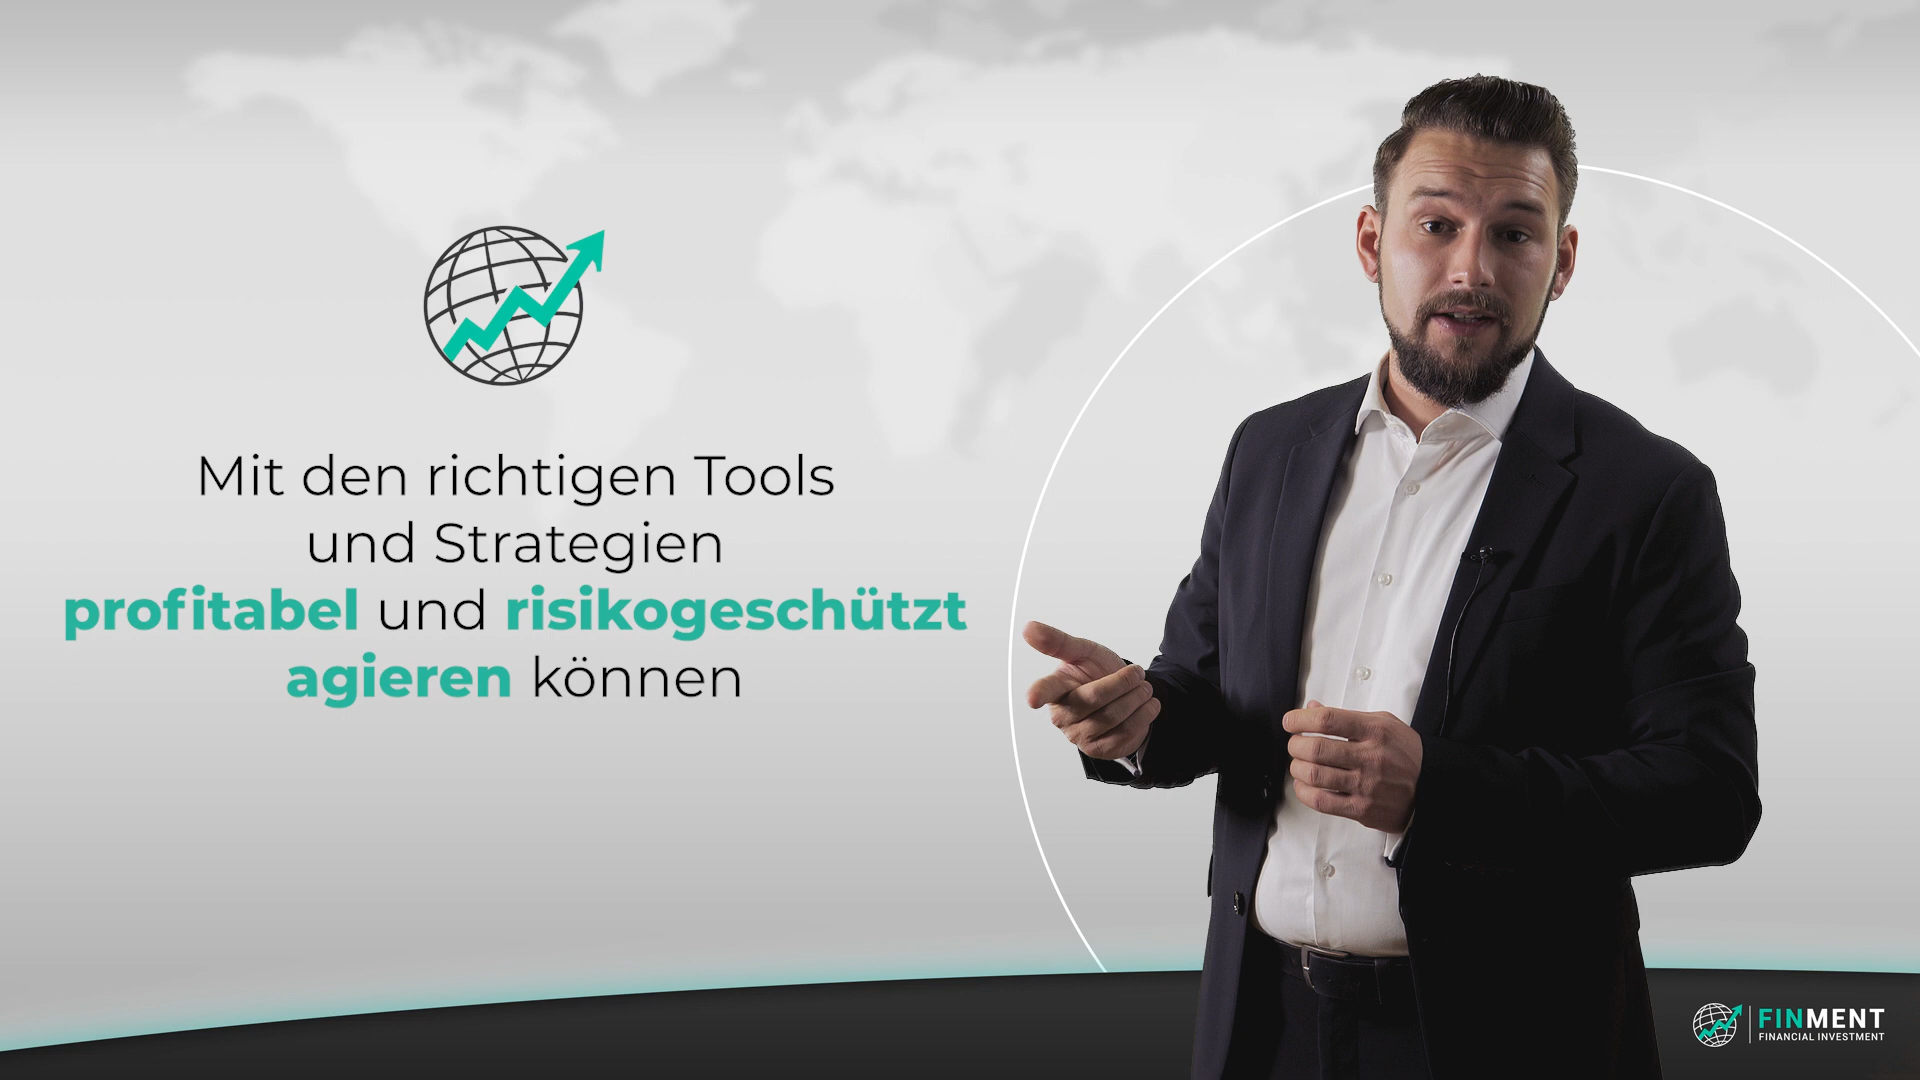 Mit den richtigen Tools
und Strategien
profitabel und risikogeschützt
agieren können
FINMENT
FINANCIAL INVESTMENT